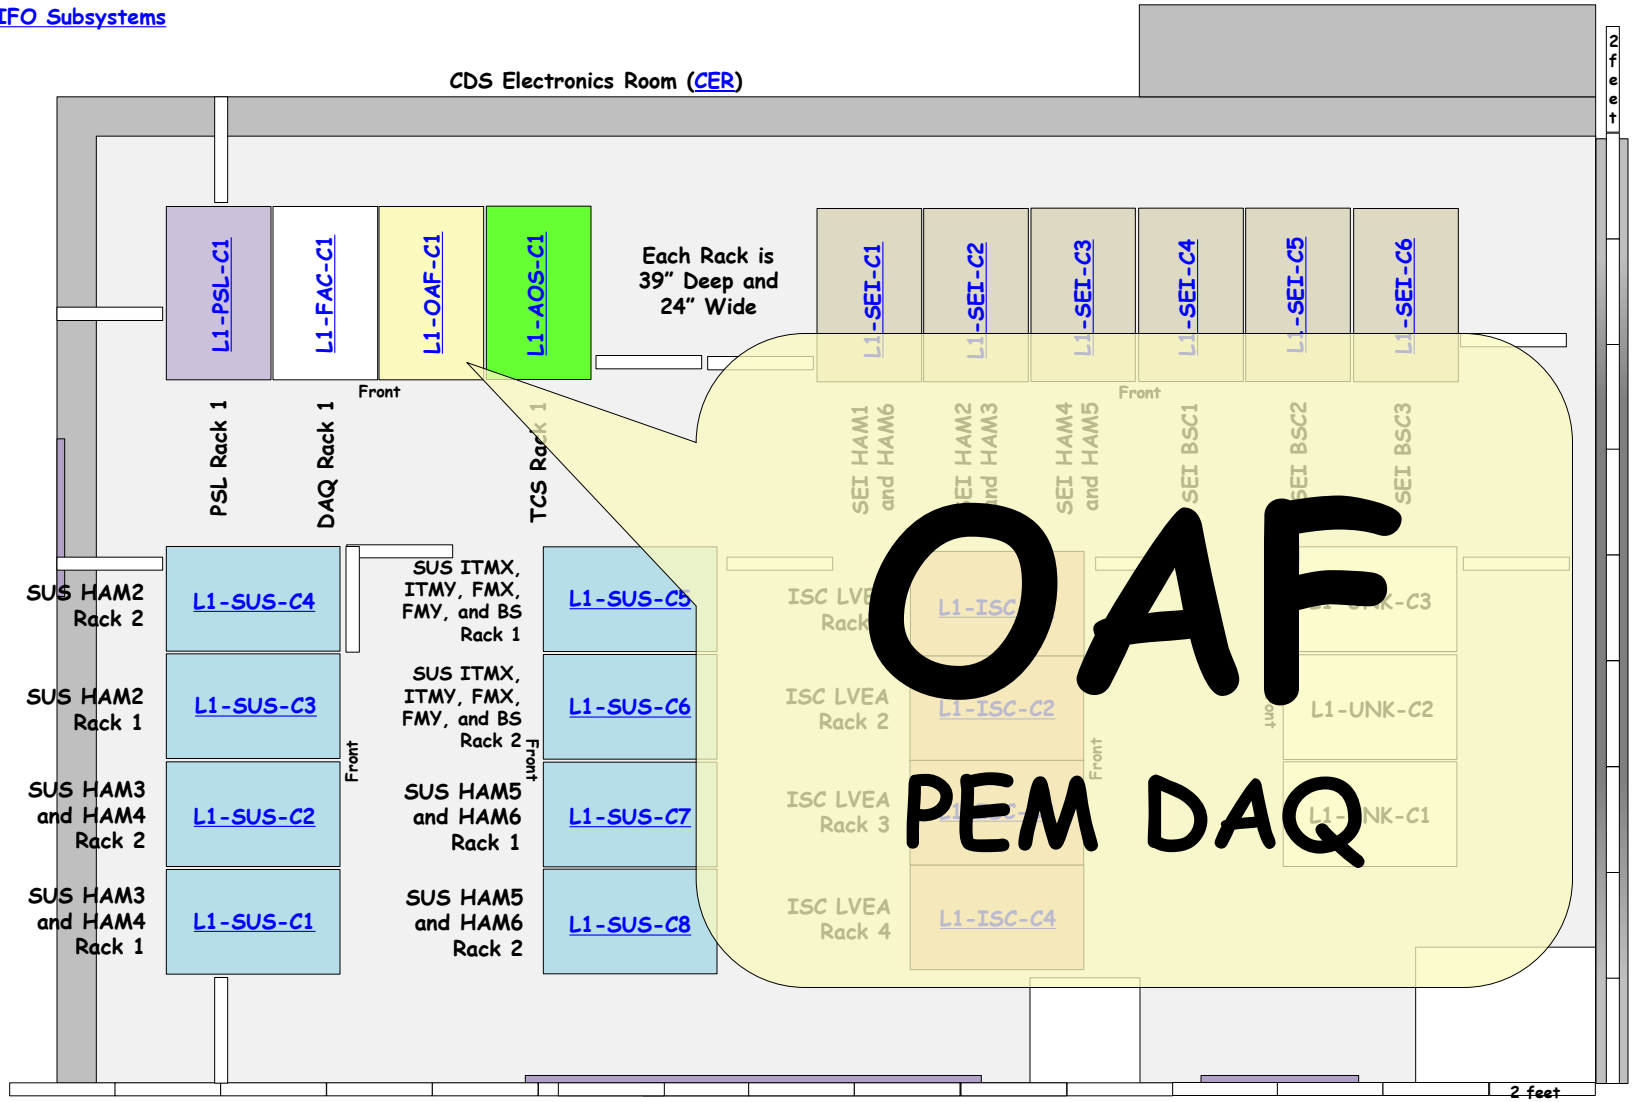 IFO Subsystems
2 feet
CDS Electronics Room (CER)
L1-PSL-C1
L1-FAC-C1
L1-OAF-C1
L1-AOS-C1
Each Rack is
39” Deep and
24” Wide
L1-SEI-C1
L1-SEI-C2
L1-SEI-C3
L1-SEI-C4
L1-SEI-C5
L1-SEI-C6
Front
Front
PSL Rack 1
DAQ Rack 1
TCS Rack 1
SEI HAM1
and HAM6
SEI HAM2
and HAM3
SEI HAM4
and HAM5
SEI BSC1
SEI BSC2
SEI BSC3
OAF
PEM DAQ
SUS HAM2
Rack 2
L1-SUS-C4
SUS ITMX,
ITMY, FMX,
FMY, and BS
Rack 1
L1-SUS-C5
ISC
Rack
L1-ISC
SUS HAM2
Rack 1
L1-SUS-C3
Front
SUS ITMX,
ITMY, FMX,
FMY, and BS
Rack 2
Front
L1-SUS-C6
ISC LVEA
Rack 2
L1-ISC-C2
Front
L1-UNK-C2
SUS HAM3
and HAM4
Rack 2
L1-SUS-C2
SUS HAM5
and HAM6
Rack 1
L1-SUS-C7
ISC LVEA
Rack 3
SUS HAM3
and HAM4
Rack 1
L1-SUS-C1
SUS HAM5
and HAM6
Rack 2
L1-SUS-C8
ISC LVEA
Rack 4
L1-ISC-C4
2 feet